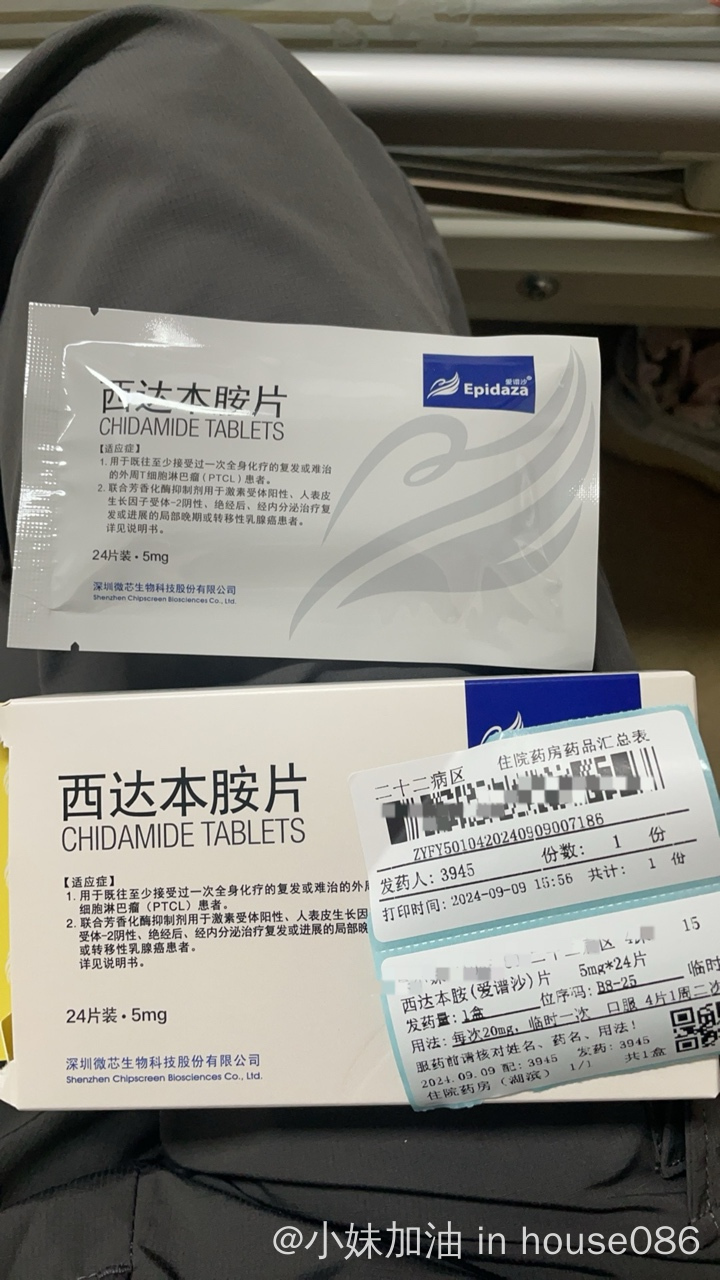 西达本胺片
CHIDAMIDE TABLETS
爱谱沙®
Epidaza
【适应症】
1. 用于既往至少接受过一次全身化疗的复发或难治
的外周T细胞淋巴瘤（PTCL）患者。
2. 联合芳香化酶抑制剂用于激素受体阳性、人表皮
生长因子受体-2阴性、绝经后、经内分泌治疗复
发或进展的局部晚期或转移性乳腺癌患者。
详见说明书。
24片装·5mg
深圳微芯生物科技股份有限公司
Shenzhen Chipscreen Biosciences Co., Ltd.
西达本胺片
CHIDAMIDE TABLETS
【适应症】
1. 用于既往至少接受过一次全身化疗的复发或难治的外
细胞淋巴瘤（PTCL）患者。
2. 联合芳香化酶抑制剂用于激素受体阳性、人表皮生长因
受体-2阴性、绝经后、经内分泌治疗复发或进展的局部晚
或转移性乳腺癌患者。
详见说明书。
24片装·5mg
深圳微芯生物科技股份有限公司
Shenzhen Chipscreen Biosciences Co., Ltd.
二十二病区 住院药房药品汇总表
ZYFY5010420240909007186
发药人: 3945 份数: 1 份
打印时间: 2024-09-09 15:56 共计: 1 份
15
西达本胺(爱谱沙)片 5mg*24片
发药量: 1盒 位序码: B8-25 临时
用法: 每次20mg, 临时一次 口服 4片1周二次
服药前请核对姓名、药名、用法!
2024.09.09 配: 3945 发药: 3945
住院药房（湖滨） 1/1 共1盒
@小妹加油 in house086